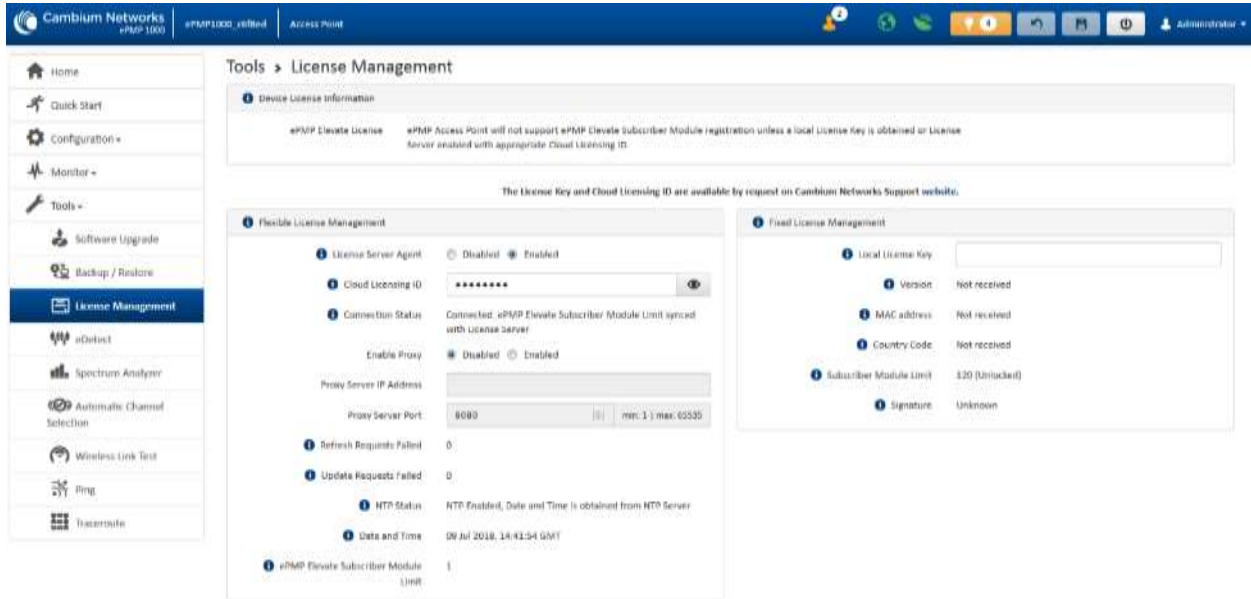 Cambium Networks
ePMP 1000
ePMP1000_cnlted
Access Point
2
4
Administrator
Home
Quick Start
Configuration
Monitor
Tools
Software Upgrade
Backup / Restore
License Management
eDetect
Spectrum Analyzer
Automatic Channel
Selection
Wireless Link Test
Ping
Traceroute
Tools > License Management
Device License Information
ePMP Elevate License
ePMP Access Point will not support ePMP Elevate Subscriber Module registration unless a local License Key is obtained or License
Server enabled with appropriate Cloud Licensing ID
The License Key and Cloud Licensing ID are available by request on Cambium Networks Support website.
Flexible License Management
License Server Agent Disabled Enabled
Cloud Licensing ID ••••••••
Connection Status Connected. ePMP Elevate Subscriber Module Limit synced
with License Server
Enable Proxy Disabled Enabled
Proxy Server IP Address
Proxy Server Port 8080 min: 1 | max: 65535
Refresh Requests Failed 0
Update Requests Failed 0
NTP Status NTP Enabled, Date and Time is obtained from NTP Server
Date and Time 09 Jul 2018, 14:41:54 GMT
ePMP Elevate Subscriber Module
Limit
1
Fixed License Management
Local License Key
Version Not received
MAC address Not received
Country Code Not received
Subscriber Module Limit 120 (Unlocked)
Signature Unknown